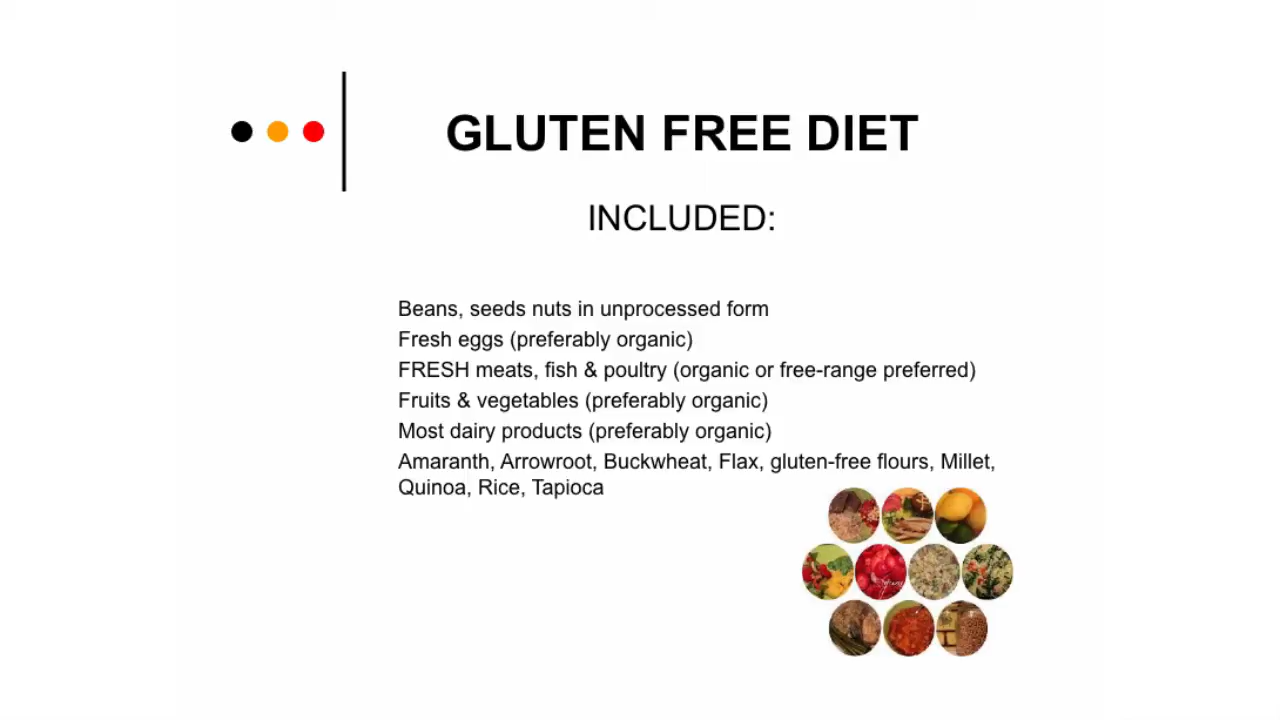 GLUTEN FREE DIET
INCLUDED:
Beans, seeds nuts in unprocessed form
Fresh eggs (preferably organic)
FRESH meats, fish & poultry (organic or free-range preferred)
Fruits & vegetables (preferably organic)
Most dairy products (preferably organic)
Amaranth, Arrowroot, Buckwheat, Flax, gluten-free flours, Millet,
Quinoa, Rice, Tapioca